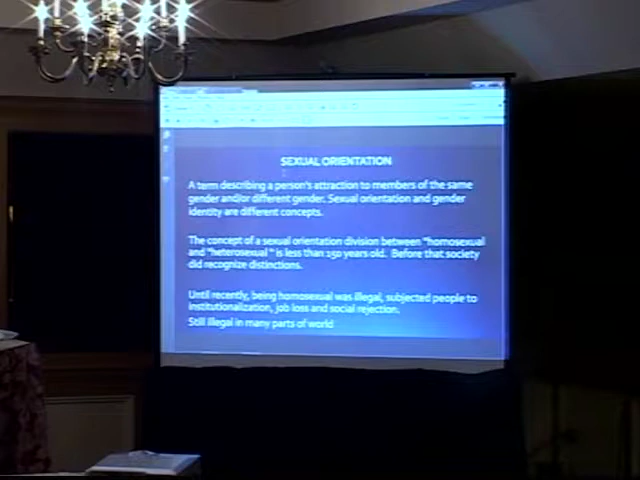 SEXUAL ORIENTATION
A term describing a person's attraction to members of the same
gender and/or different gender. Sexual orientation and gender
identity are different concepts.
The concept of a sexual orientation division between "homosexual
and "heterosexual " is less than 150 years old. Before that society
did recognize distinctions.
Until recently, being homosexual was illegal, subjected people to
institutionalization, job loss and social rejection.
Still illegal in many parts of world